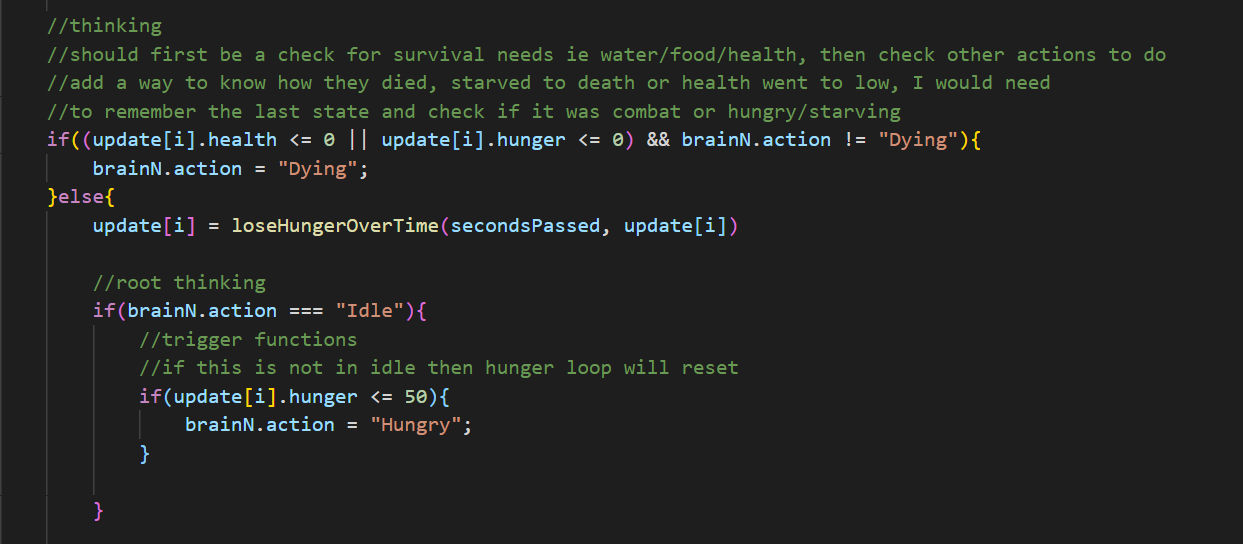 //thinking
//should first be a check for survival needs ie water/food/health, then check other actions to do
//add a way to know how they died, starved to death or health went to low, I would need
//to remember the last state and check if it was combat or hungry/starving
if((update[i].health <= 0 || update[i].hunger <= 0) && brainN.action != "Dying"){
    brainN.action = "Dying";
}else{
    update[i] = loseHungerOverTime(secondsPassed, update[i])

    //root thinking
    if(brainN.action === "Idle"){
        //trigger functions
        //if this is not in idle then hunger loop will reset
        if(update[i].hunger <= 50){
            brainN.action = "Hungry";
        }

    }